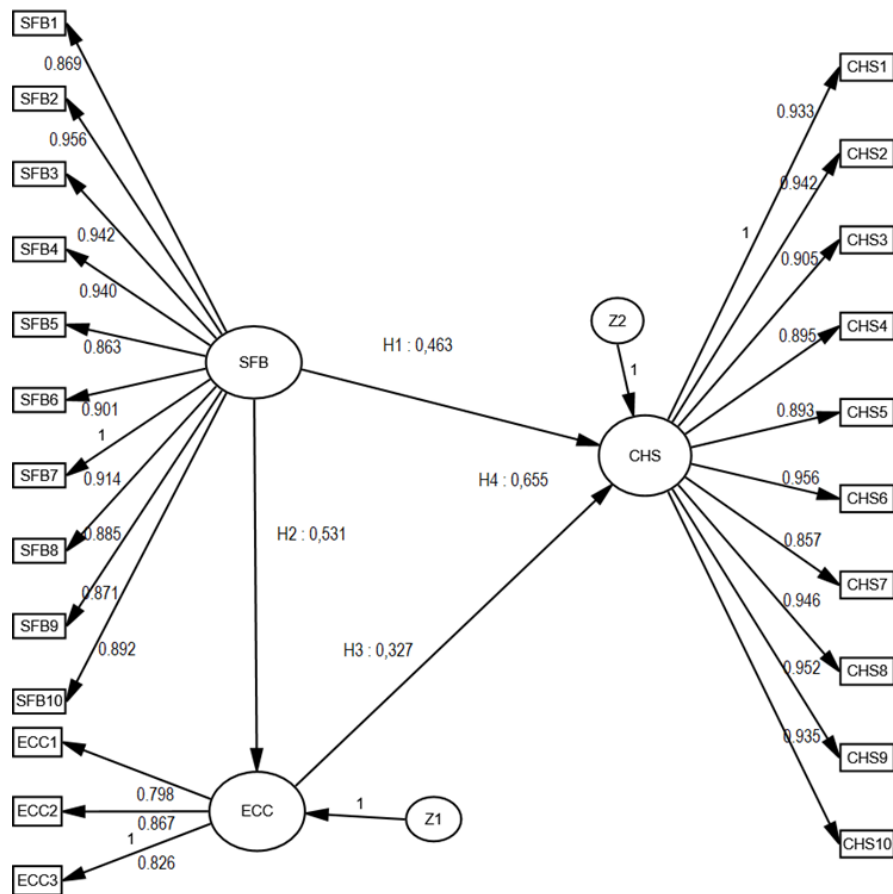 SFB1
0.869
SFB2
0.956
SFB3
0.942
SFB4
0.940
SFB5
0.863
SFB6
0.901
1
SFB7
0.914
SFB8
0.885
SFB9
0.871
0.892
SFB10
SFB
H1 : 0,463
H2 : 0,531
H4 : 0,655
H3 : 0,327
ECC1
0.798
ECC2
0.867
1
0.826
ECC3
ECC
1
Z1
Z2
1
CHS
CHS1
0.933
CHS2
0.942
1
CHS3
0.905
CHS4
0.895
CHS5
0.893
CHS6
0.956
CHS7
0.857
CHS8
0.946
CHS9
0.952
0.935
CHS10